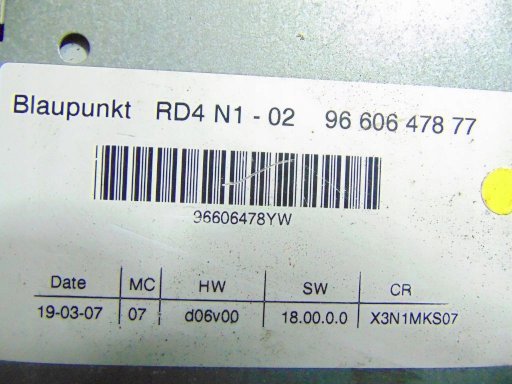 Blaupunkt RD4 N1 - 02 96 606 478 77
96606478YW
Date MC HW SW CR
19-03-07 07 d06v00 18.00.0.0 X3N1MKS07